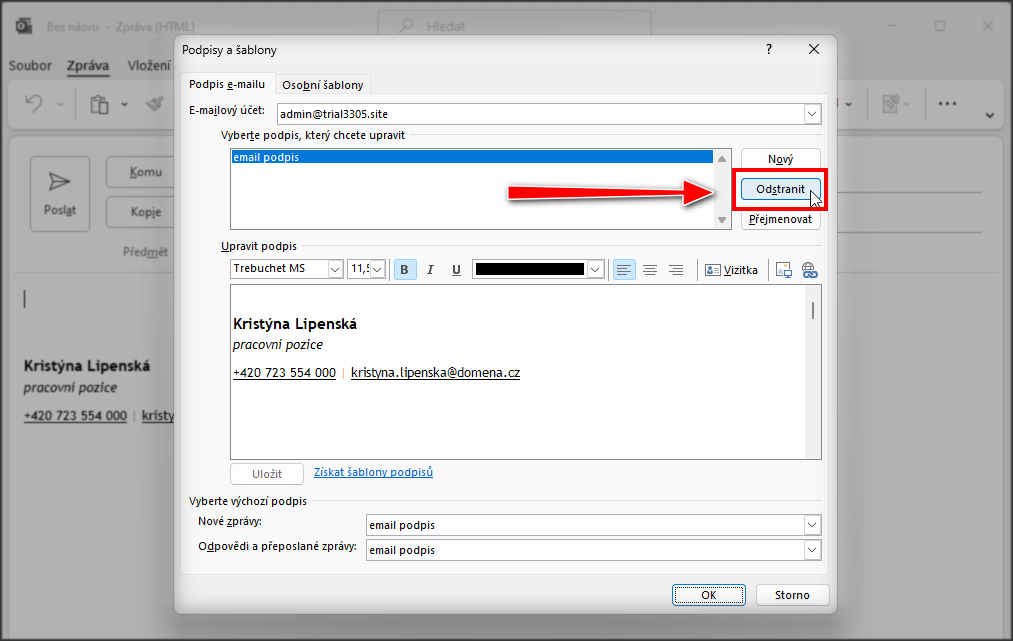 Bez názvu - Zpráva (HTML)
Hledat
Soubor Zpráva Vložení
Podpisy a šablony ?
Podpis e-mailu Osobní šablony
E-mailový účet: admin@trial3305.site
Vyberte podpis, který chcete upravit
email podpis
Nový
Odstranit
Přejmenovat
Poslat
Komu
Kopie
Předmět
Upravit podpis
Trebuchet MS 11,5 B I U Vizitka
Kristýna Lipenská
pracovní pozice
+420 723 554 000 | kristyna.lipenska@domena.cz
Kristýna Lipenská
pracovní pozice
+420 723 554 000 | kristy
Uložit Získat šablony podpisů
Vyberte výchozí podpis
Nové zprávy: email podpis
Odpovědi a přeposlané zprávy: email podpis
OK Storno